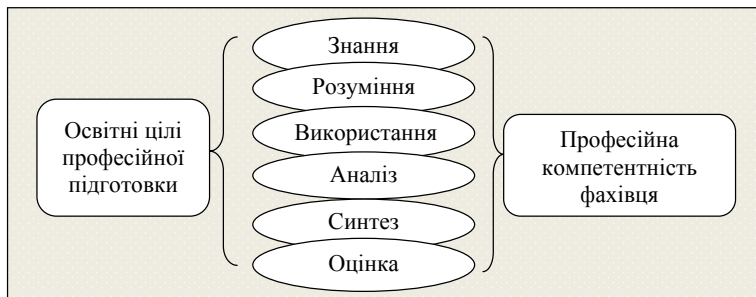 Освітні цілі
професійної
підготовки
Знання
Розуміння
Використання
Аналіз
Синтез
Оцінка
Професійна
компетентність
фахівця